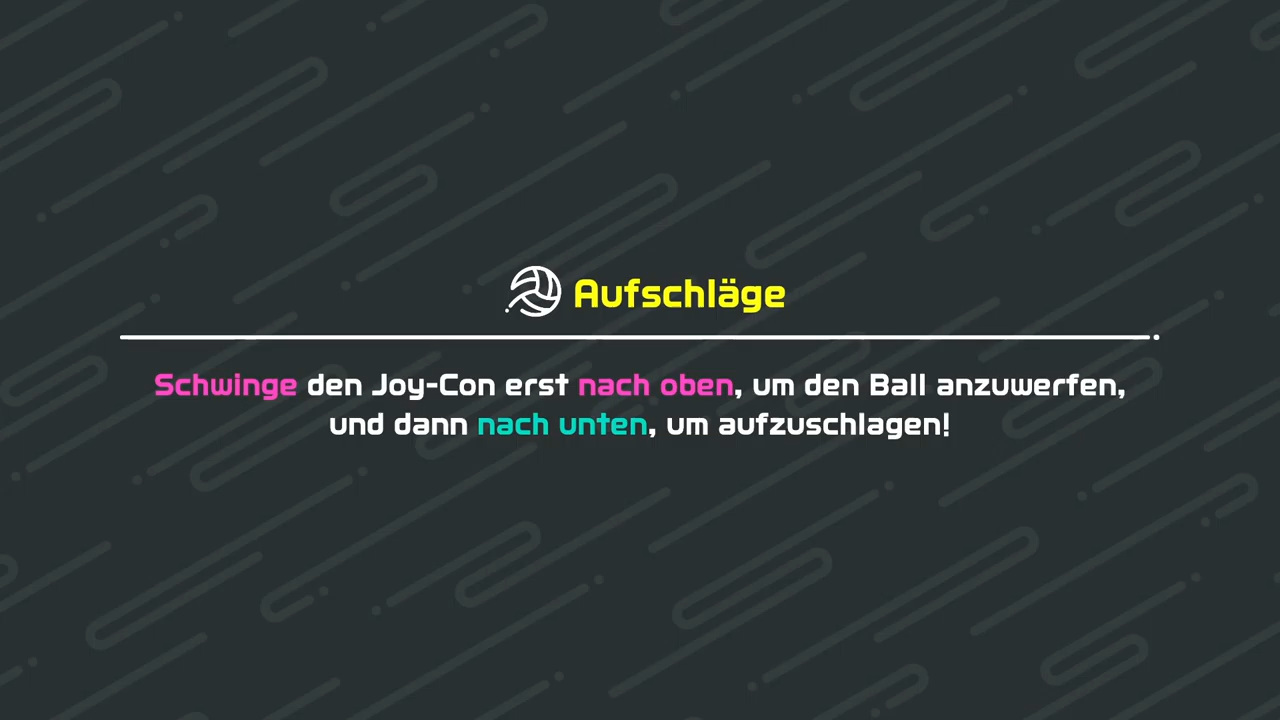 Aufschläge
Schwinge den Joy-Con erst nach oben, um den Ball anzuwerfen,
und dann nach unten, um aufzuschlagen!